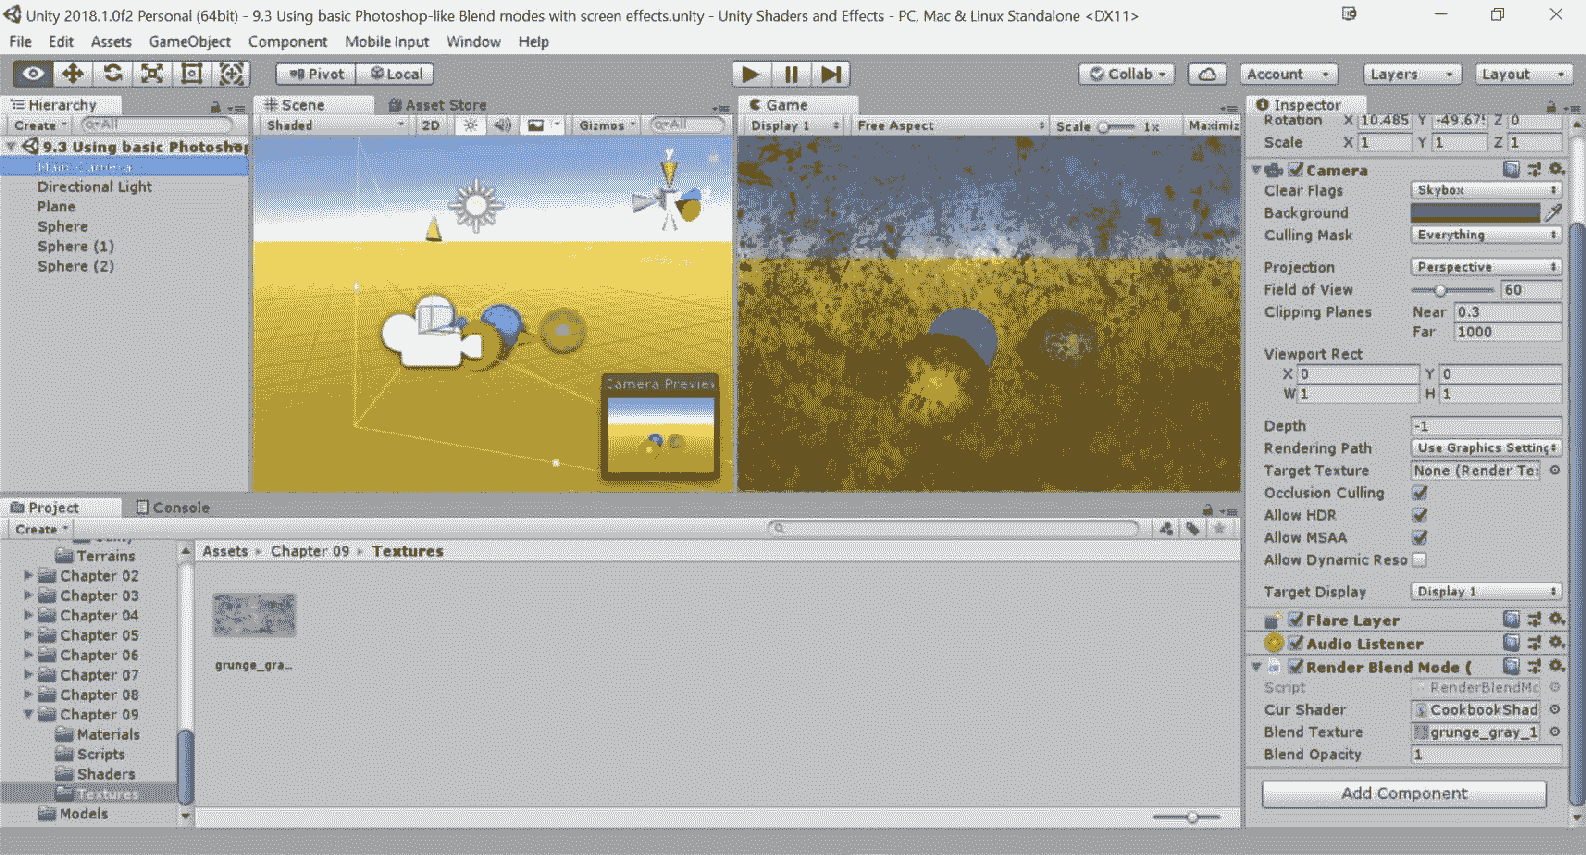 Unity 2018.1.0f2 Personal (64bit) - 9.3 Using basic Photoshop-like Blend modes with screen effects.unity - Unity Shaders and Effects - PC, Mac & Linux Standalone <DX11>
File Edit Assets GameObject Component Mobile Input Window Help
Pivot Local Collab Account Layers Layout
Hierarchy
Create All
9.3 Using basic Photoshop
Main Camera
Directional Light
Plane
Sphere
Sphere (1)
Sphere (2)
Scene Asset Store
Shaded 2D Gizmos All
Y
Camera Preview
Game
Display 1 Free Aspect Scale 1x Maximiz
Inspector
Rotation X 10.485 Y -49.675 Z 0
Scale X 1 Y 1 Z 1
Camera
Clear Flags Skybox
Background
Culling Mask Everything
Projection Perspective
Field of View 60
Clipping Planes Near 0.3
Far 1000
Viewport Rect
X 0 Y 0
W 1 H 1
Depth -1
Rendering Path Use Graphics Setting
Target Texture None (Render Te
Occlusion Culling
Allow HDR
Allow MSAA
Allow Dynamic Reso
Target Display Display 1
Flare Layer
Audio Listener
Render Blend Mode (
Script RenderBlendMo
Cur Shader CookbookShad
Blend Texture grunge_gray_1
Blend Opacity 1
Add Component
Project Console
Create
Terrains
Chapter 02
Chapter 03
Chapter 04
Chapter 05
Chapter 06
Chapter 07
Chapter 08
Chapter 09
Materials
Scripts
Shaders
Textures
Models
Assets Chapter 09 Textures
grunge_gra...